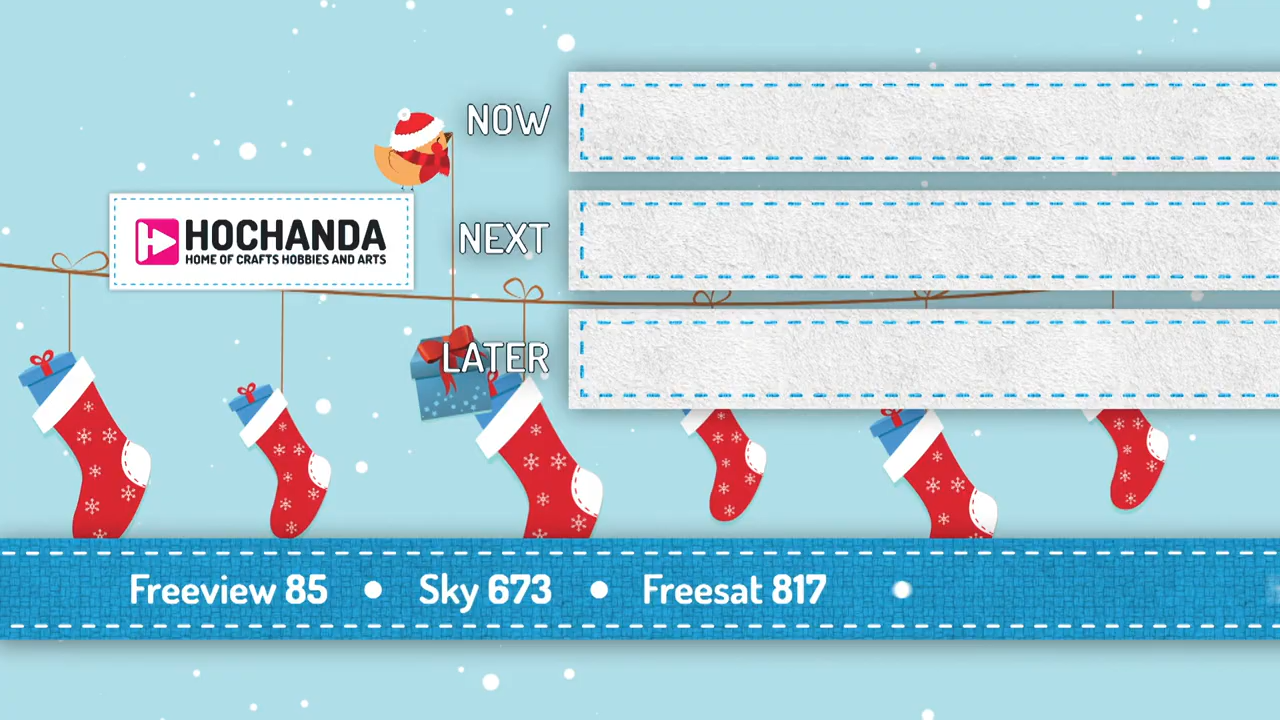 NOW
HOCHANDA
HOME OF CRAFTS HOBBIES AND ARTS
NEXT
LATER
Freeview 85 • Sky 673 • Freesat 817 •